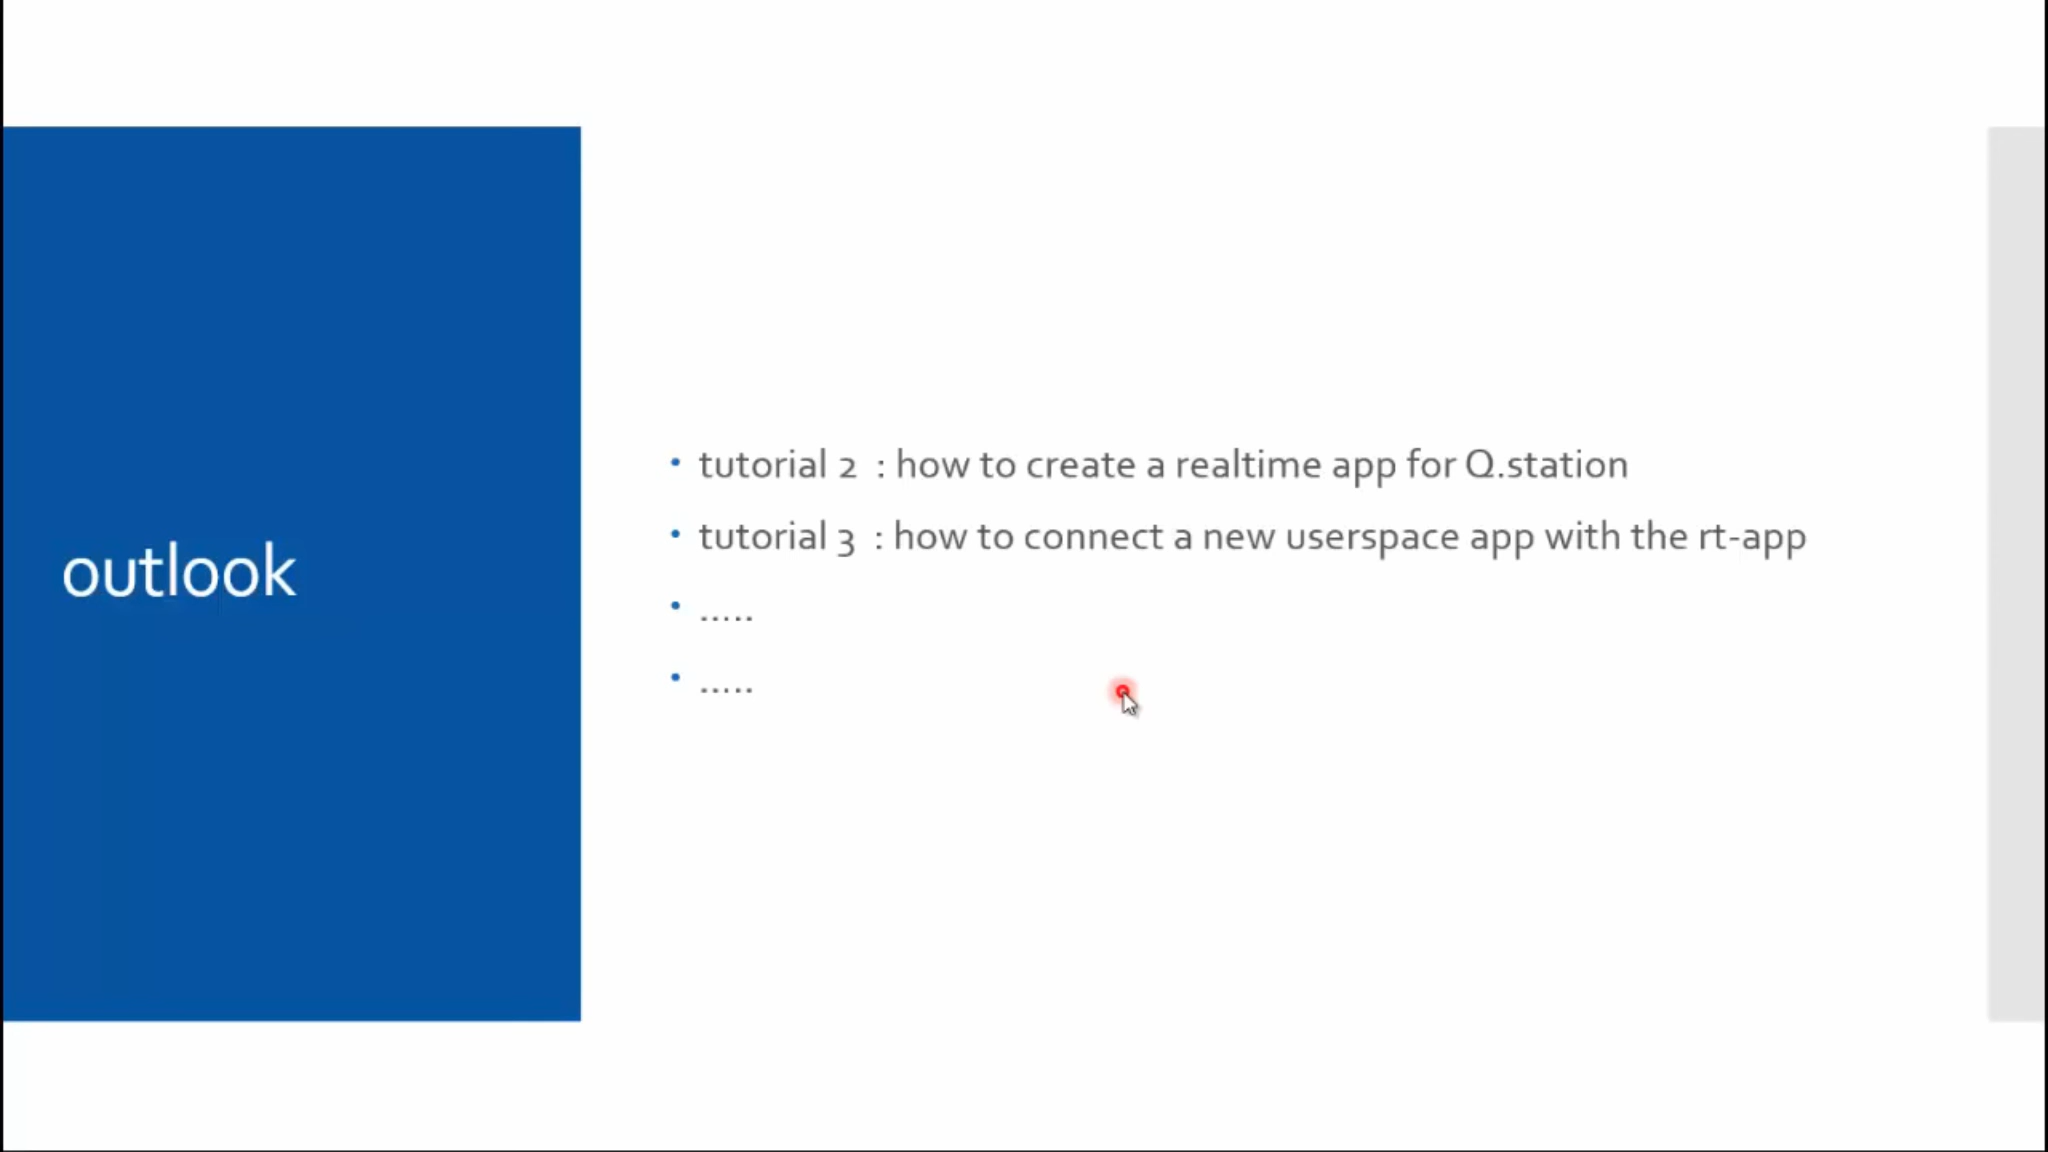 outlook
• tutorial 2  : how to create a realtime app for Q.station
• tutorial 3  : how to connect a new userspace app with the rt-app
• .....
• .....